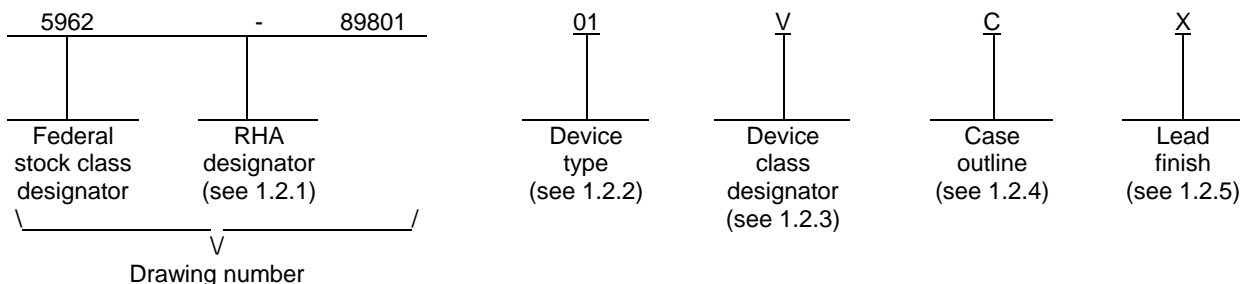 5962 - 89801 01 V C X
Federal stock class designator
RHA designator (see 1.2.1)
Device type (see 1.2.2)
Device class designator (see 1.2.3)
Case outline (see 1.2.4)
Lead finish (see 1.2.5)
\ /
\/
Drawing number